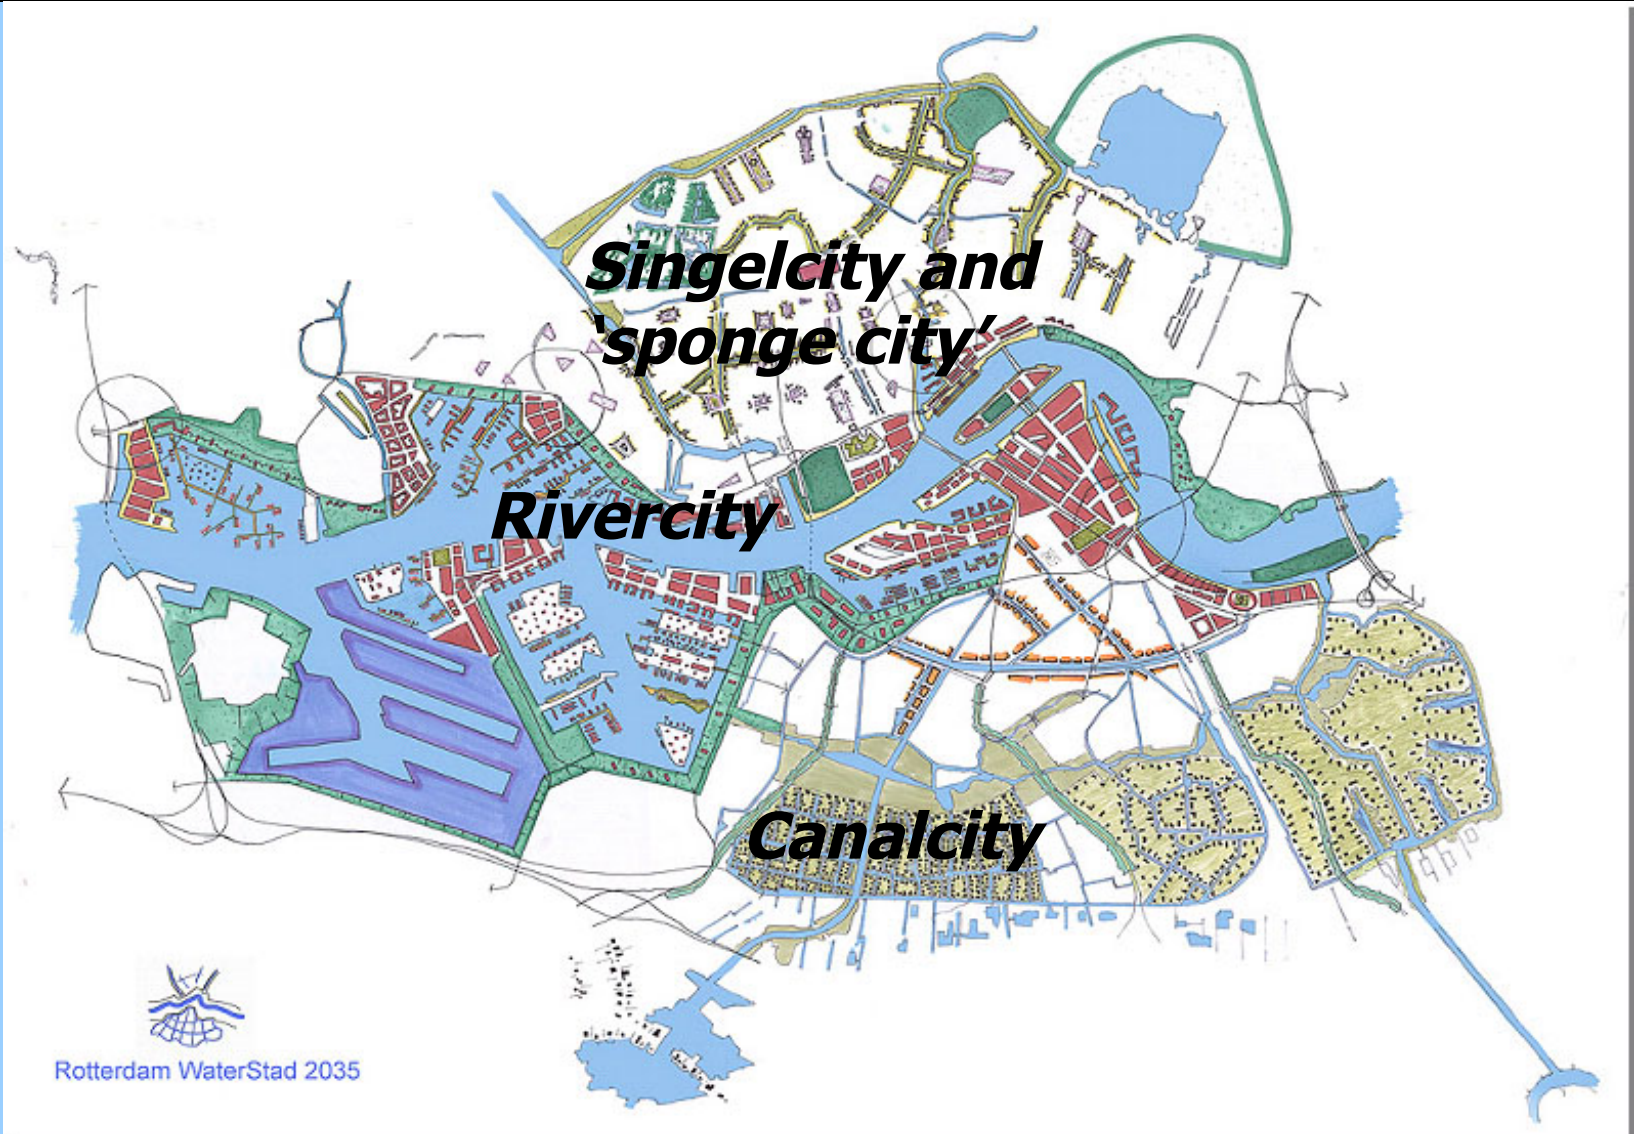 Singelcity and
‘sponge city’
Rivercity
Canalcity
Rotterdam WaterStad 2035